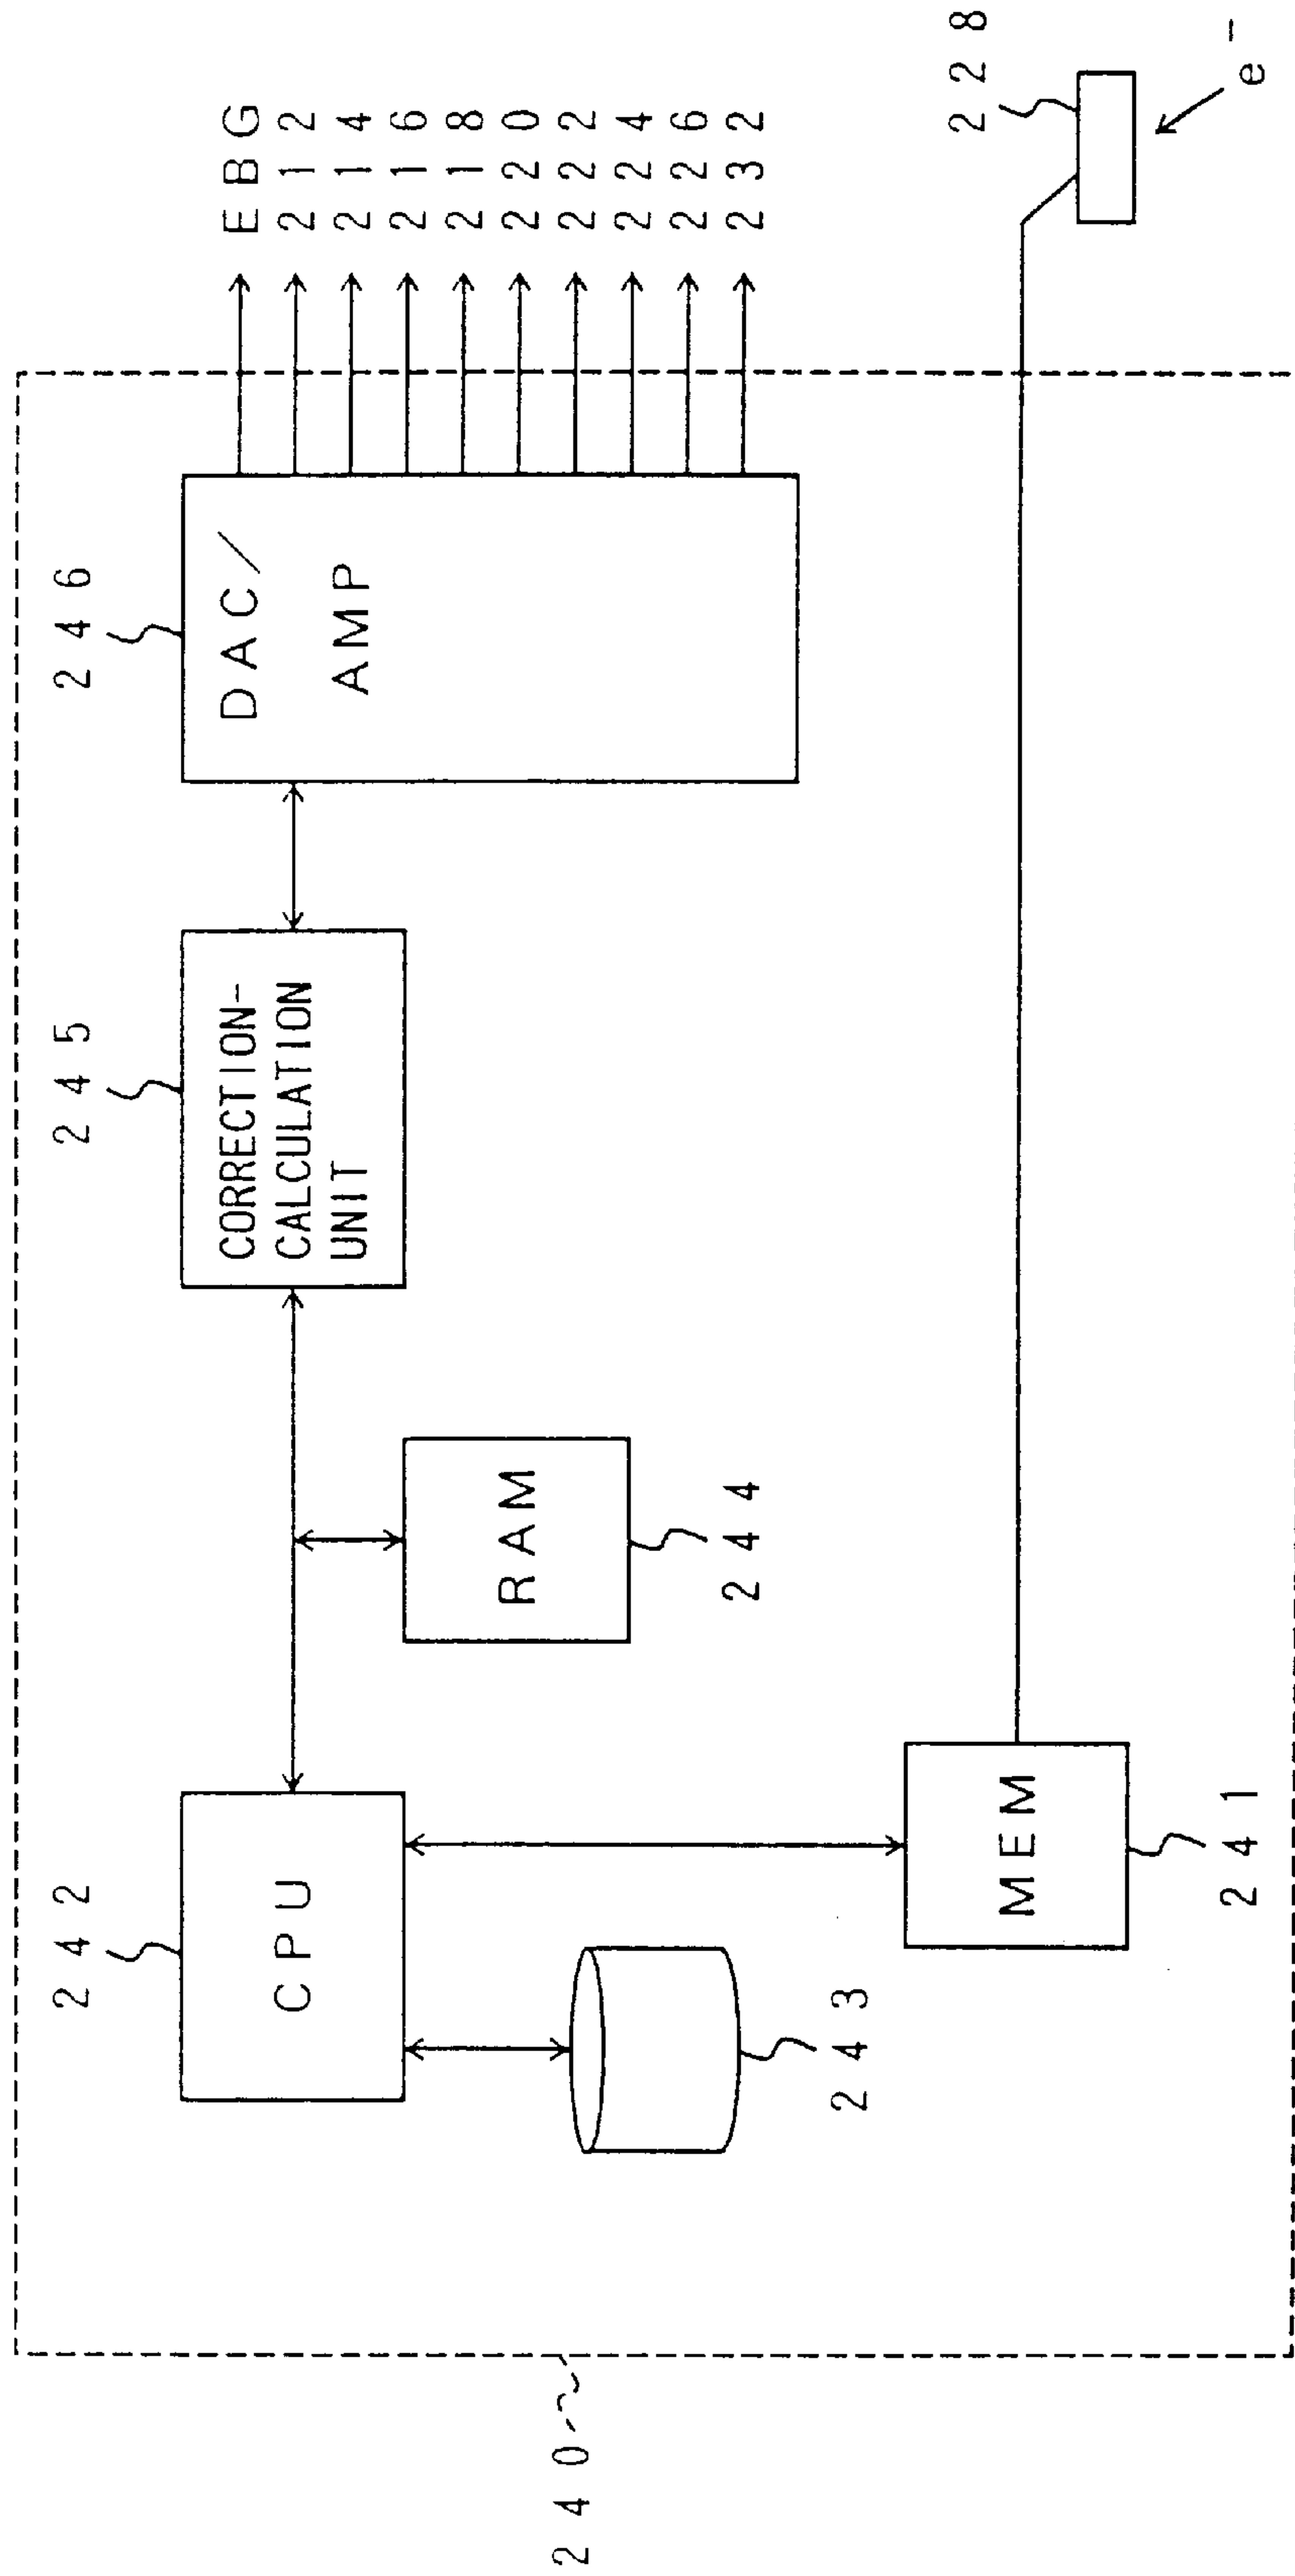 240
242
CPU
243
MEM
241
RAM
244
245
CORRECTION-
CALCULATION
UNIT
246
DAC/
AMP
EBG
212
214
216
218
220
222
224
226
232
228
e⁻